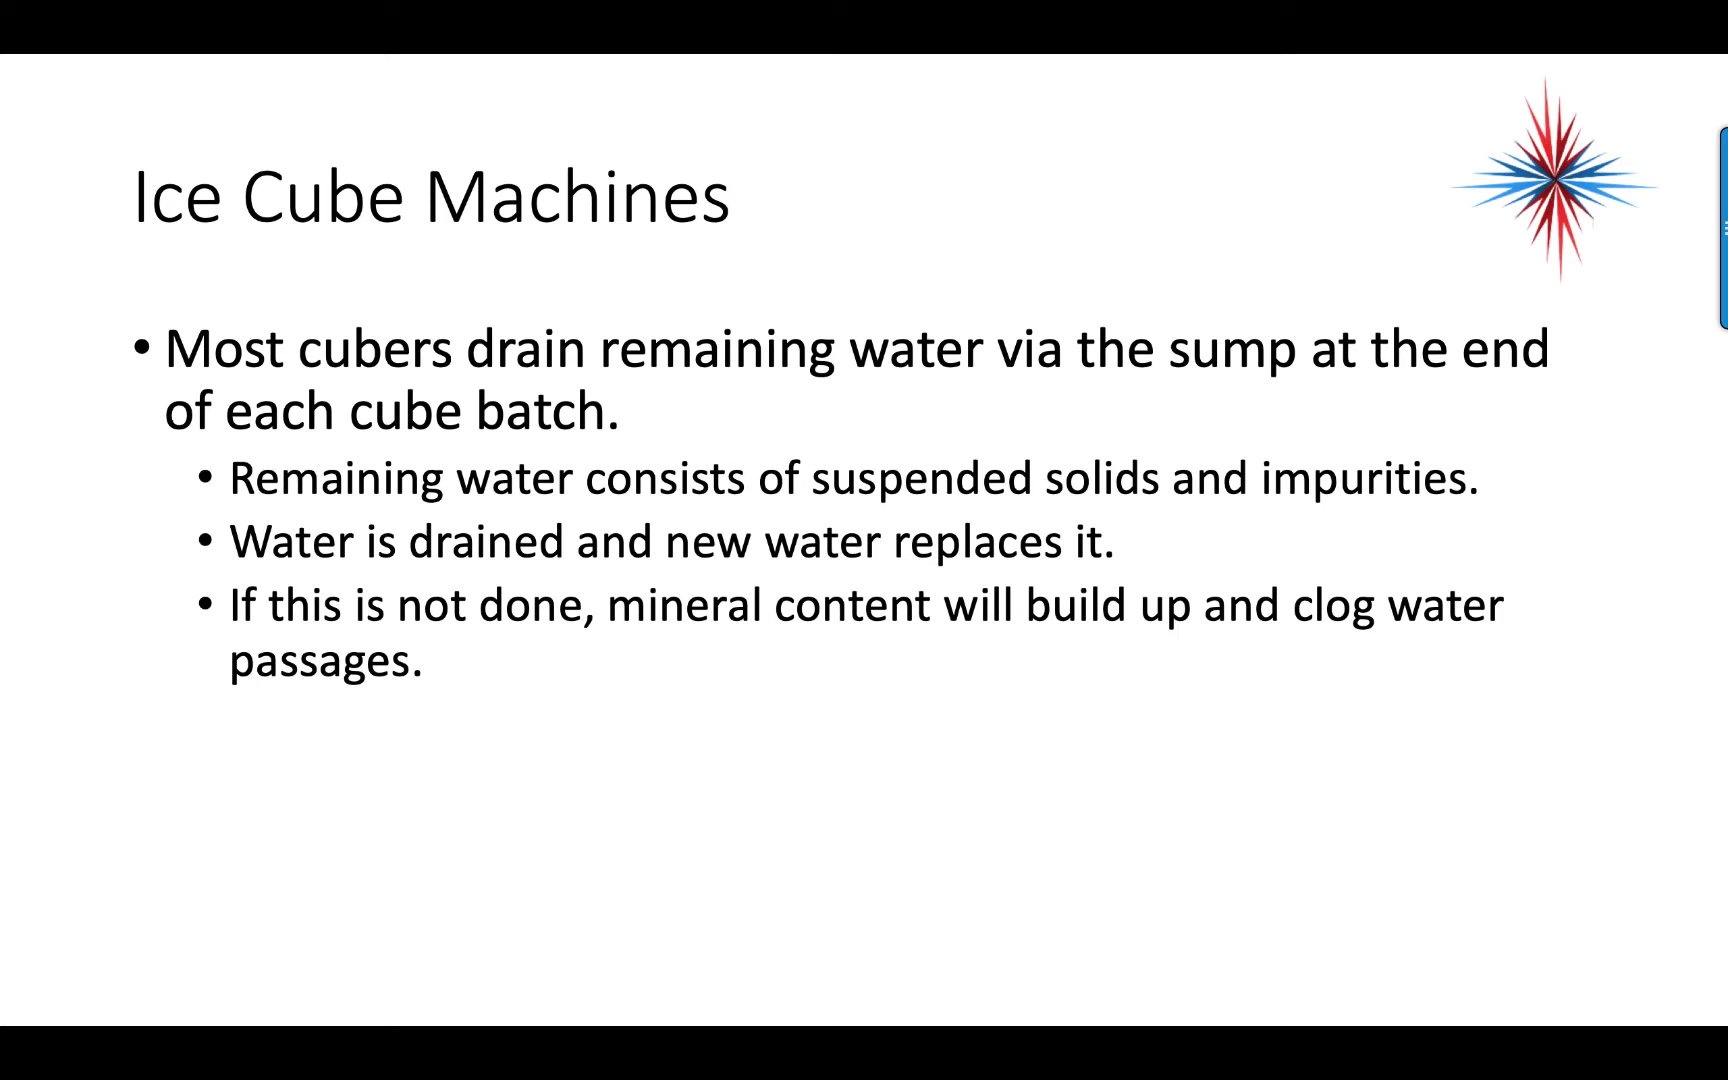 Ice Cube Machines
• Most cubers drain remaining water via the sump at the end
of each cube batch.
• Remaining water consists of suspended solids and impurities.
• Water is drained and new water replaces it.
• If this is not done, mineral content will build up and clog water
passages.